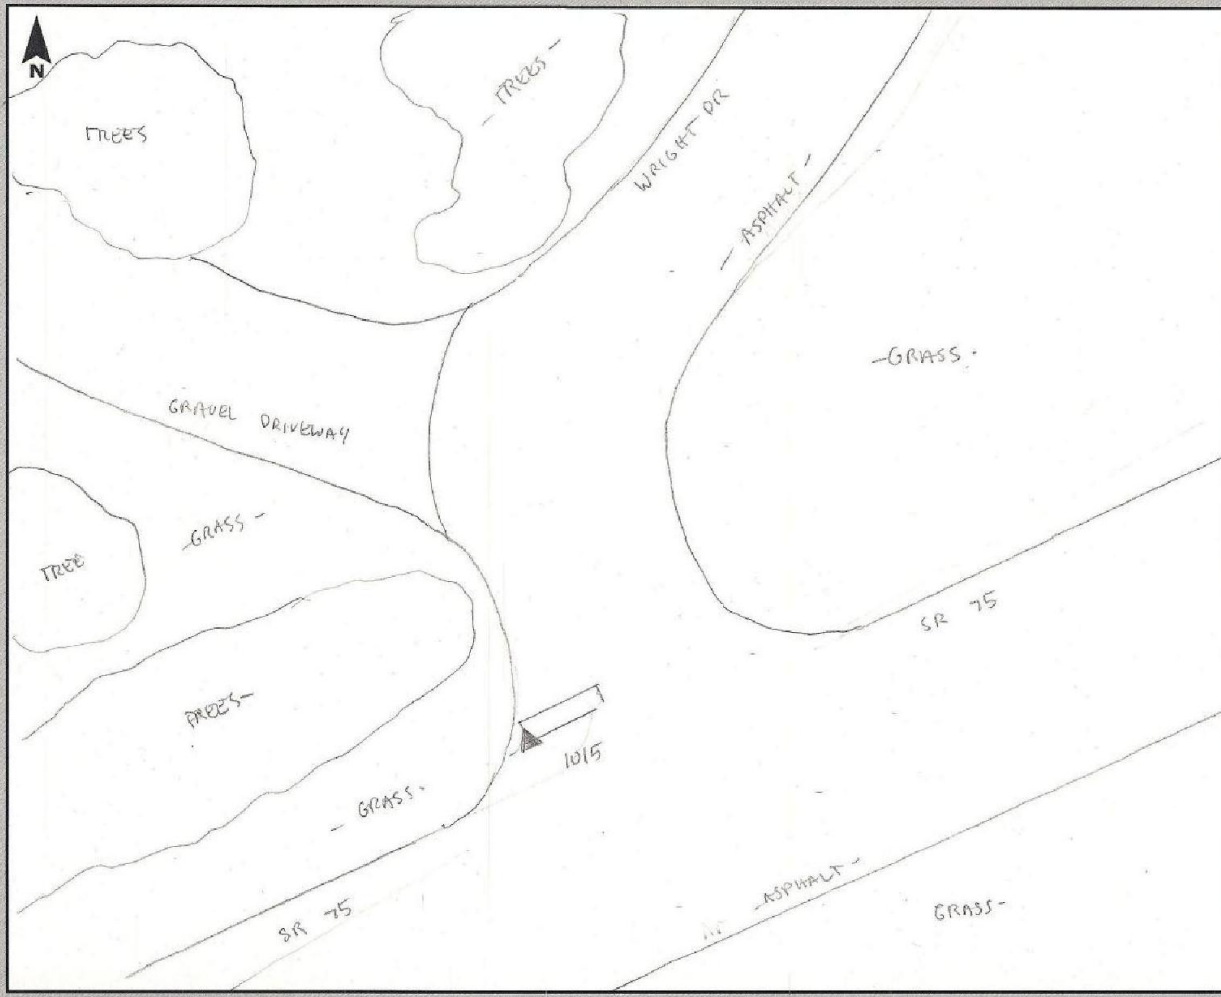 N
TREES
-TREES-
WRIGHT DR
-ASPHALT-
-GRASS-
GRAVEL DRIVEWAY
-GRASS-
TREE
SR 75
TREES-
1015
-GRASS-
-ASPHALT-
SR 75
GRASS-